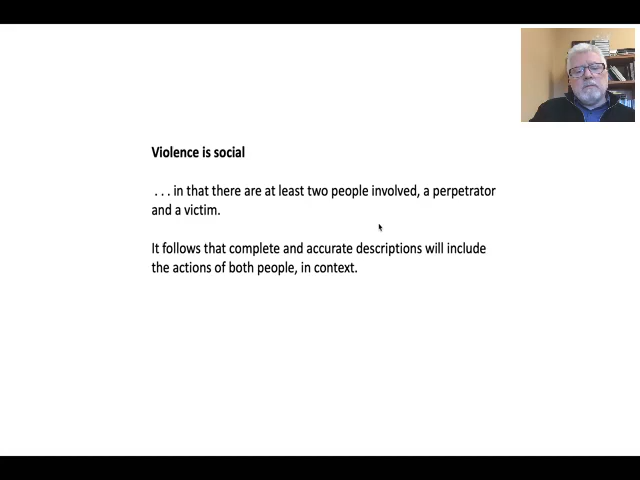 Violence is social
. . . in that there are at least two people involved, a perpetrator
and a victim.
It follows that complete and accurate descriptions will include
the actions of both people, in context.